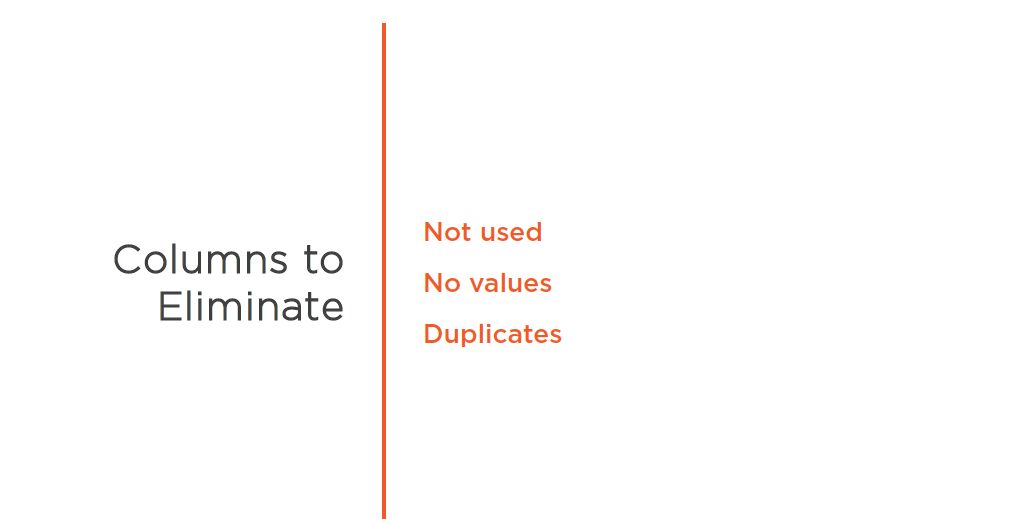 Columns to
Eliminate
Not used
No values
Duplicates